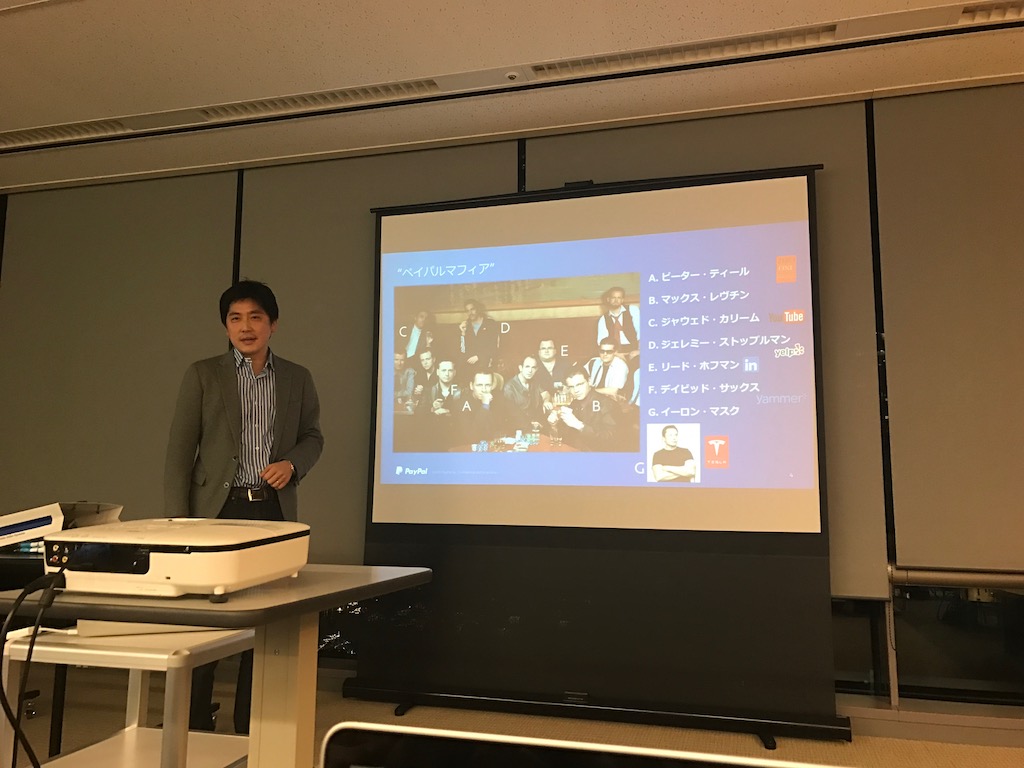 "ペイパルマフィア"
C
D
E
F
A
B
A. ピーター・ティール
B. マックス・レヴチン
C. ジャウェド・カリーム
YouTube
D. ジェレミー・ストップルマン
yelp
E. リード・ホフマン in
F. デイビッド・サックス
yammer
G. イーロン・マスク
G
TESLA
PayPal